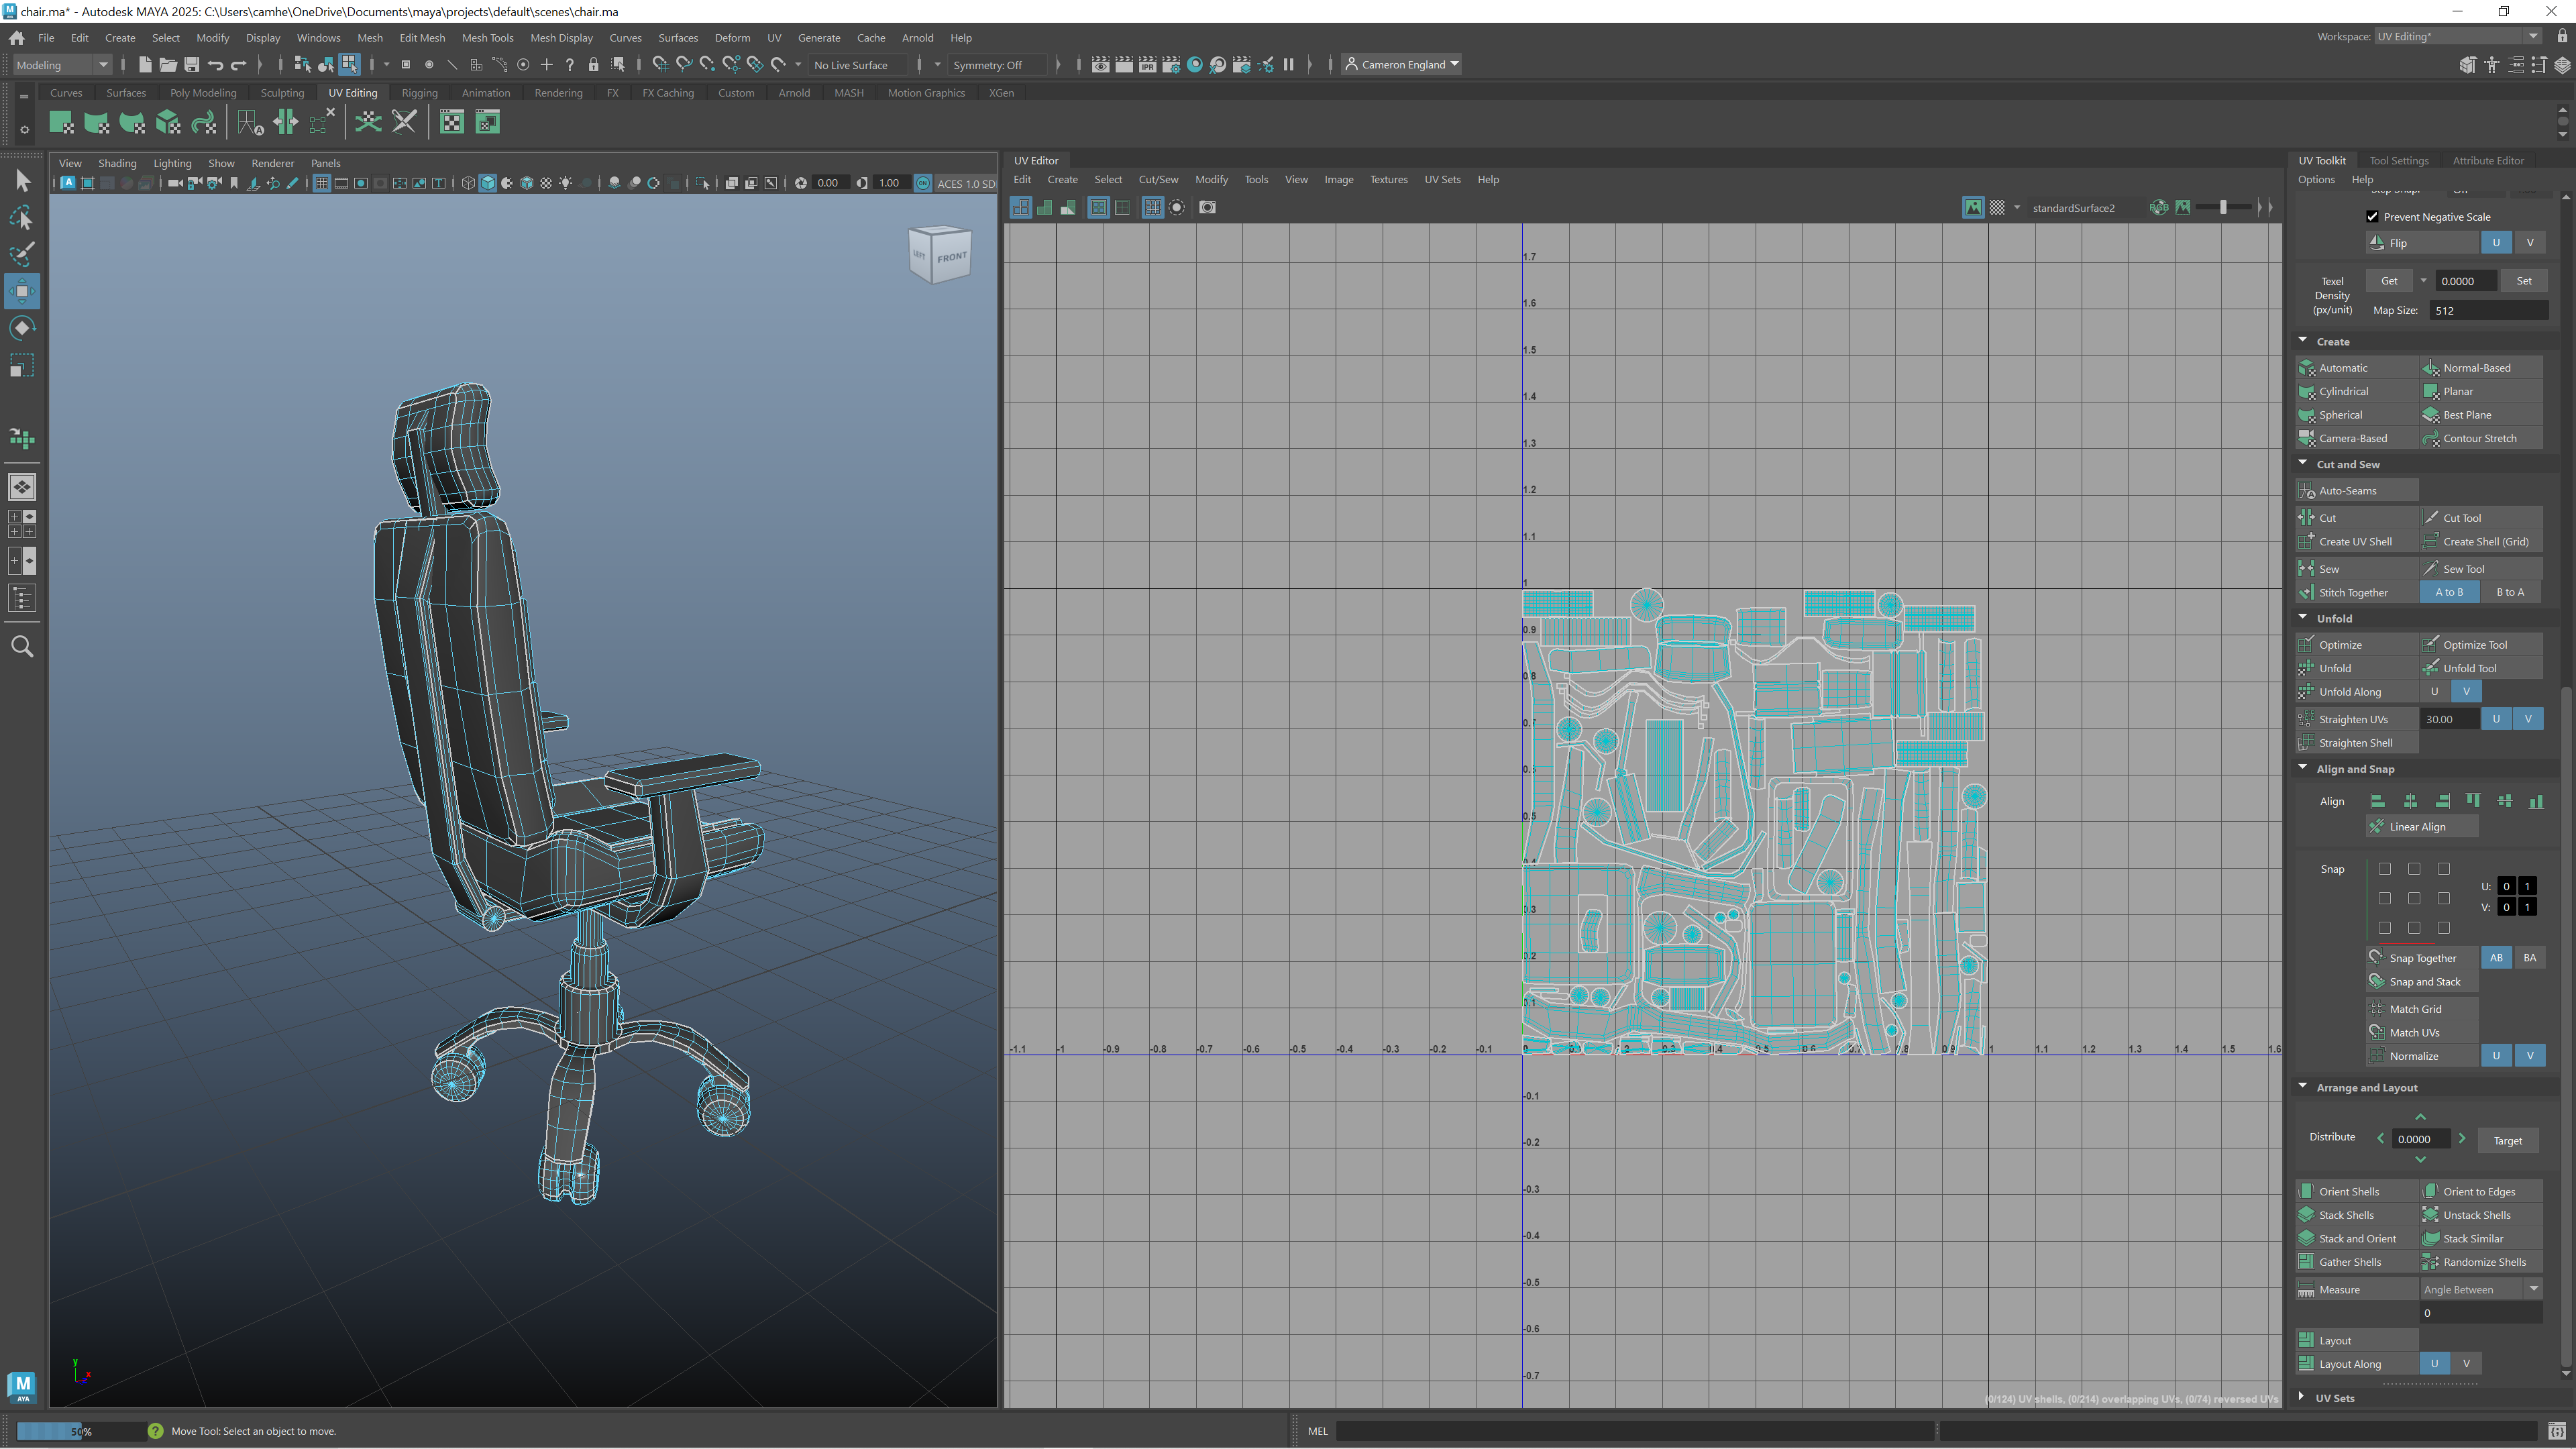 chair.ma* - Autodesk MAYA 2025: C:\Users\camhe\OneDrive\Documents\maya\projects\default\scenes\chair.ma
File Edit Create Select Modify Display Windows Mesh Edit Mesh Mesh Tools Mesh Display Curves Surfaces Deform UV Generate Cache Arnold Help
Workspace: UV Editing*
Modeling No Live Surface Symmetry: Off IPR Cameron England
Curves Surfaces Poly Modeling Sculpting UV Editing Rigging Animation Rendering FX FX Caching Custom Arnold MASH Motion Graphics XGen
View Shading Lighting Show Renderer Panels
0.00 1.00 ON ACES 1.0 SD
LEFT FRONT
y
x
UV Editor
Edit Create Select Cut/Sew Modify Tools View Image Textures UV Sets Help
standardSurface2 RGB
1.7
1.6
1.5
1.4
1.3
1.2
1.1
1
0.9
0.8
0.7
0.5
0.4
0.3
0.2
0.1
-1.1 -1 -0.9 -0.8 -0.7 -0.6 -0.5 -0.4 -0.3 -0.2 -0.1 0 1 1.1 1.2 1.3 1.4 1.5 1.6
-0.1
-0.2
-0.3
-0.4
-0.5
-0.6
-0.7
(0/124) UV shells, (0/214) overlapping UVs, (0/74) reversed UVs
UV Toolkit Tool Settings Attribute Editor
Options Help
Prevent Negative Scale
Flip U V
Texel Density (px/unit) Get 0.0000 Set
Map Size: 512
Create
Automatic Normal-Based
Cylindrical Planar
Spherical Best Plane
Camera-Based Contour Stretch
Cut and Sew
Auto-Seams
Cut Cut Tool
Create UV Shell Create Shell (Grid)
Sew Sew Tool
Stitch Together A to B B to A
Unfold
Optimize Optimize Tool
Unfold Unfold Tool
Unfold Along U V
Straighten UVs 30.00 U V
Straighten Shell
Align and Snap
Align
Linear Align
Snap
U: 0 1
V: 0 1
Snap Together AB BA
Snap and Stack
Match Grid
Match UVs
Normalize U V
Arrange and Layout
Distribute 0.0000 Target
Orient Shells Orient to Edges
Stack Shells Unstack Shells
Stack and Orient Stack Similar
Gather Shells Randomize Shells
Measure Angle Between
0
Layout
Layout Along U V
UV Sets
M
AYA
50% ? Move Tool: Select an object to move.
MEL